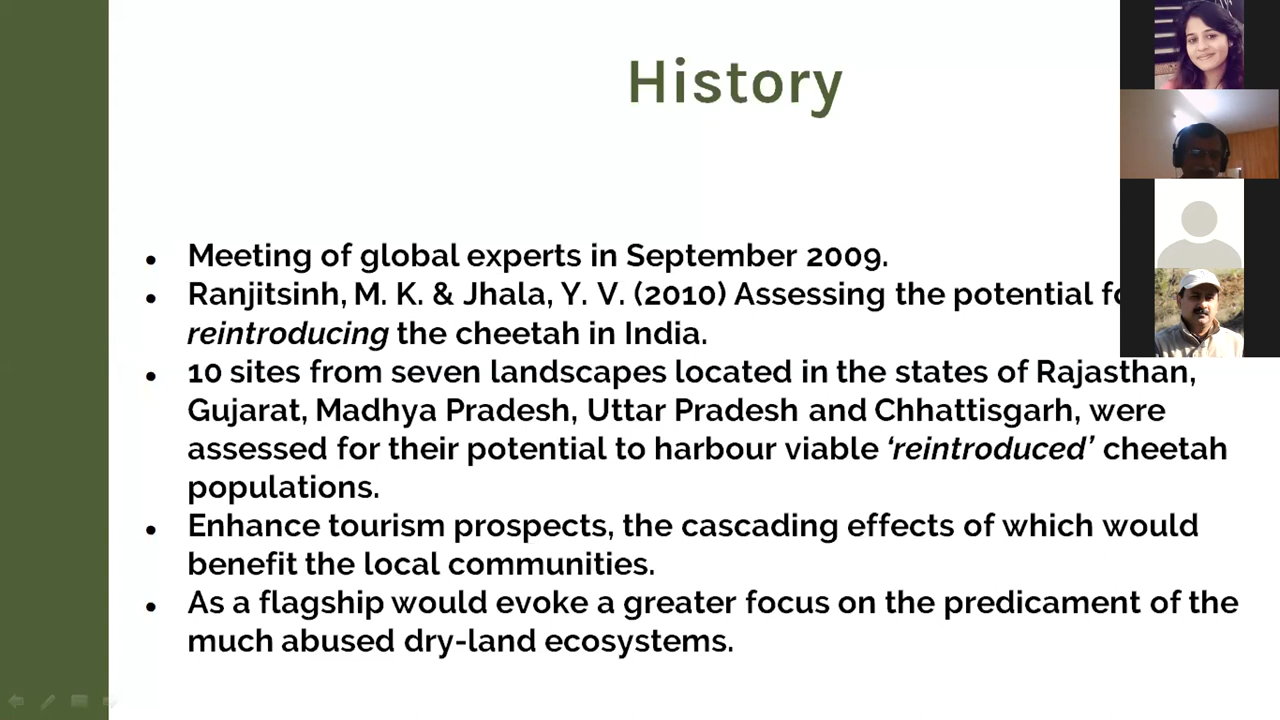 History
• Meeting of global experts in September 2009.
• Ranjitsinh, M. K. & Jhala, Y. V. (2010) Assessing the potential
reintroducing the cheetah in India.
• 10 sites from seven landscapes located in the states of Rajasthan,
Gujarat, Madhya Pradesh, Uttar Pradesh and Chhattisgarh, were
assessed for their potential to harbour viable ‘reintroduced’ cheetah
populations.
• Enhance tourism prospects, the cascading effects of which would
benefit the local communities.
• As a flagship would evoke a greater focus on the predicament of the
much abused dry-land ecosystems.